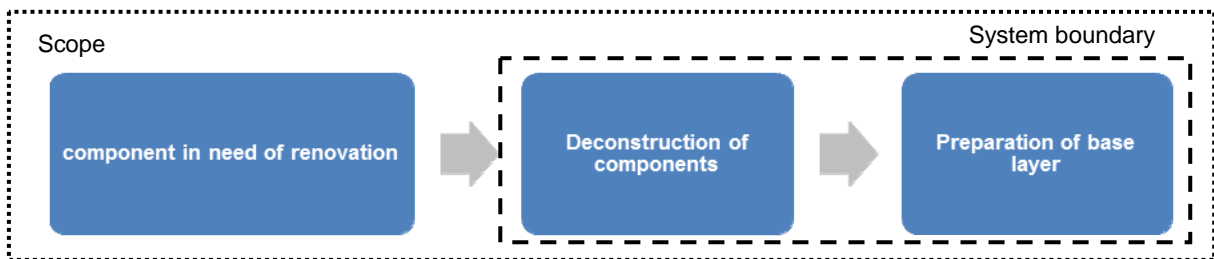 Scope
System boundary
component in need of renovation
Deconstruction of
components
Preparation of base
layer